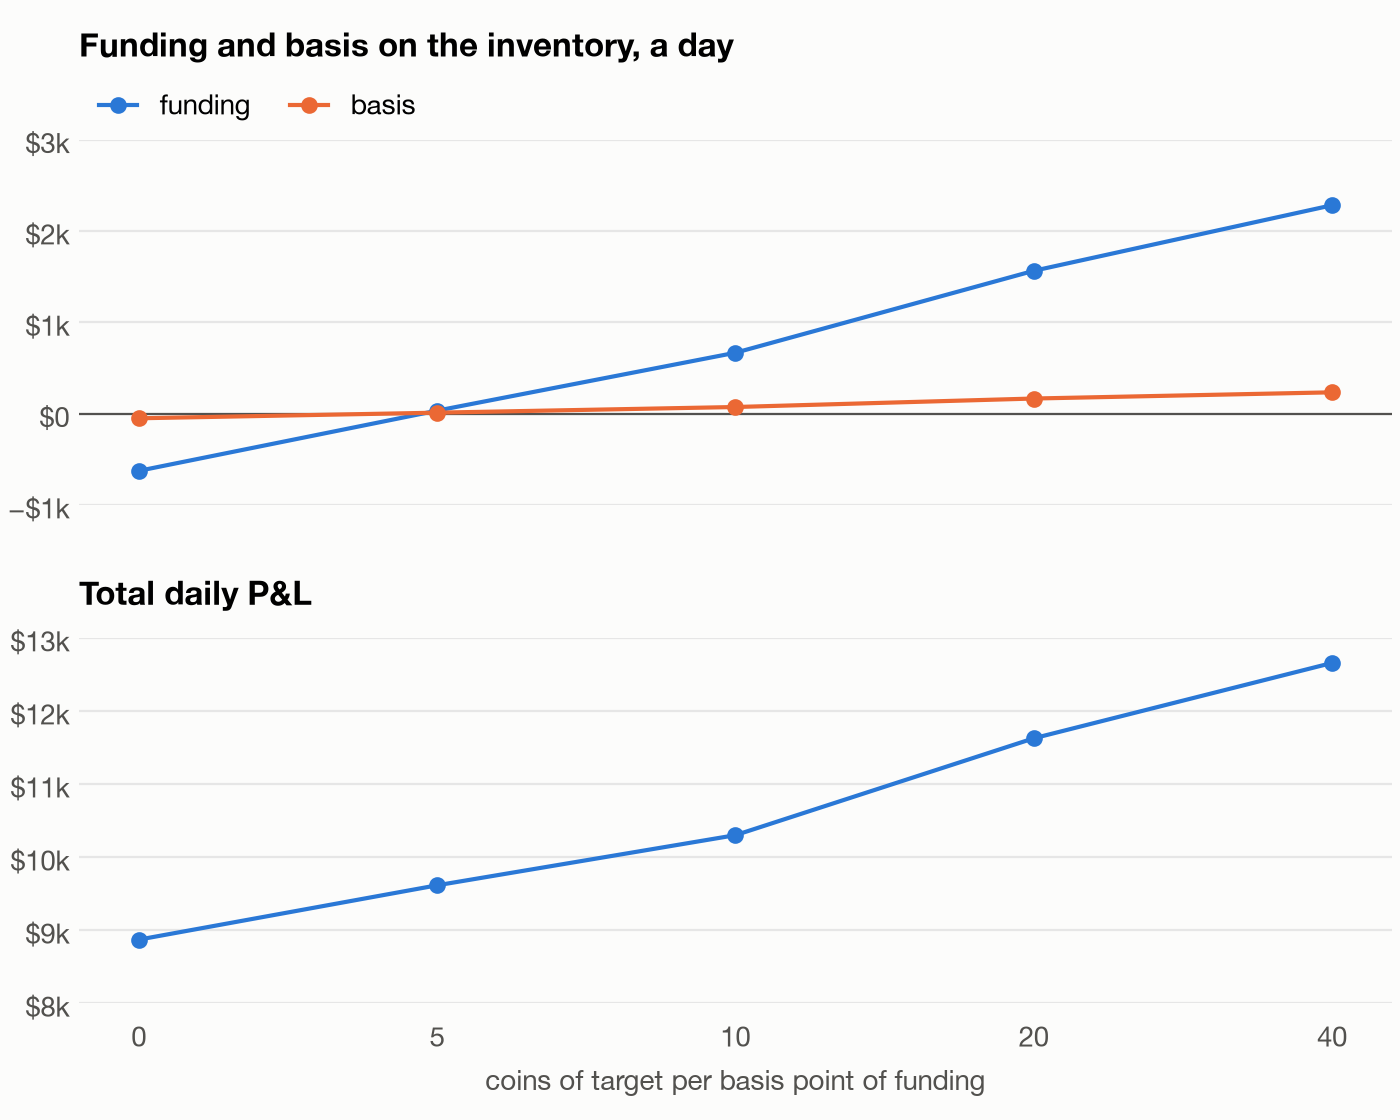 Funding and basis on the inventory, a day
funding basis
$3k
$2k
$1k
$0
−$1k
Total daily P&L
$13k
$12k
$11k
$10k
$9k
$8k
0 5 10 20 40
coins of target per basis point of funding